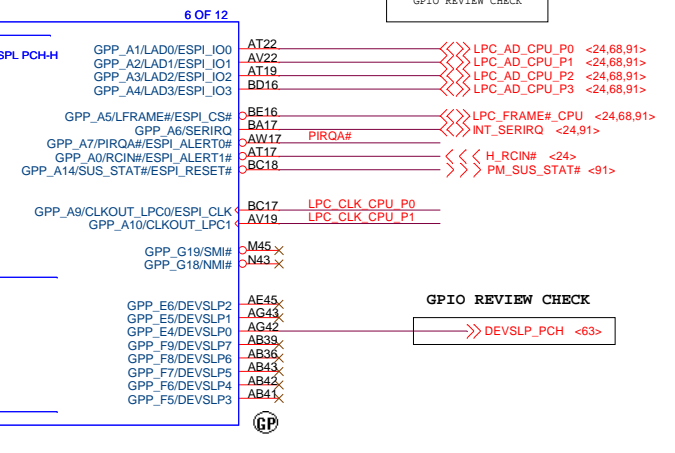 GPIO REVIEW CHECK
6 OF 12
SPL PCH-H
GPP_A1/LAD0/ESPI_IO0 AT22 LPC_AD_CPU_P0 <24,68,91>
GPP_A2/LAD1/ESPI_IO1 AV22 LPC_AD_CPU_P1 <24,68,91>
GPP_A3/LAD2/ESPI_IO2 AT19 LPC_AD_CPU_P2 <24,68,91>
GPP_A4/LAD3/ESPI_IO3 BD16 LPC_AD_CPU_P3 <24,68,91>
GPP_A5/LFRAME#/ESPI_CS# BE16 LPC_FRAME#_CPU <24,68,91>
GPP_A6/SERIRQ BA17 INT_SERIRQ <24,91>
GPP_A7/PIRQA#/ESPI_ALERT0# AW17 PIRQA#
GPP_A0/RCIN#/ESPI_ALERT1# AT17 H_RCIN# <24>
GPP_A14/SUS_STAT#/ESPI_RESET# BC18 PM_SUS_STAT# <91>
GPP_A9/CLKOUT_LPC0/ESPI_CLK BC17 LPC_CLK_CPU_P0
GPP_A10/CLKOUT_LPC1 AV19 LPC_CLK_CPU_P1
GPP_G19/SMI# M45
GPP_G18/NMI# N43
GPP_E6/DEVSLP2 AE45
GPIO REVIEW CHECK
GPP_E5/DEVSLP1 AG43
GPP_E4/DEVSLP0 AG42 DEVSLP_PCH <63>
GPP_F9/DEVSLP7 AB39
GPP_F8/DEVSLP6 AB36
GPP_F7/DEVSLP5 AB43
GPP_F6/DEVSLP4 AB42
GPP_F5/DEVSLP3 AB41
GP